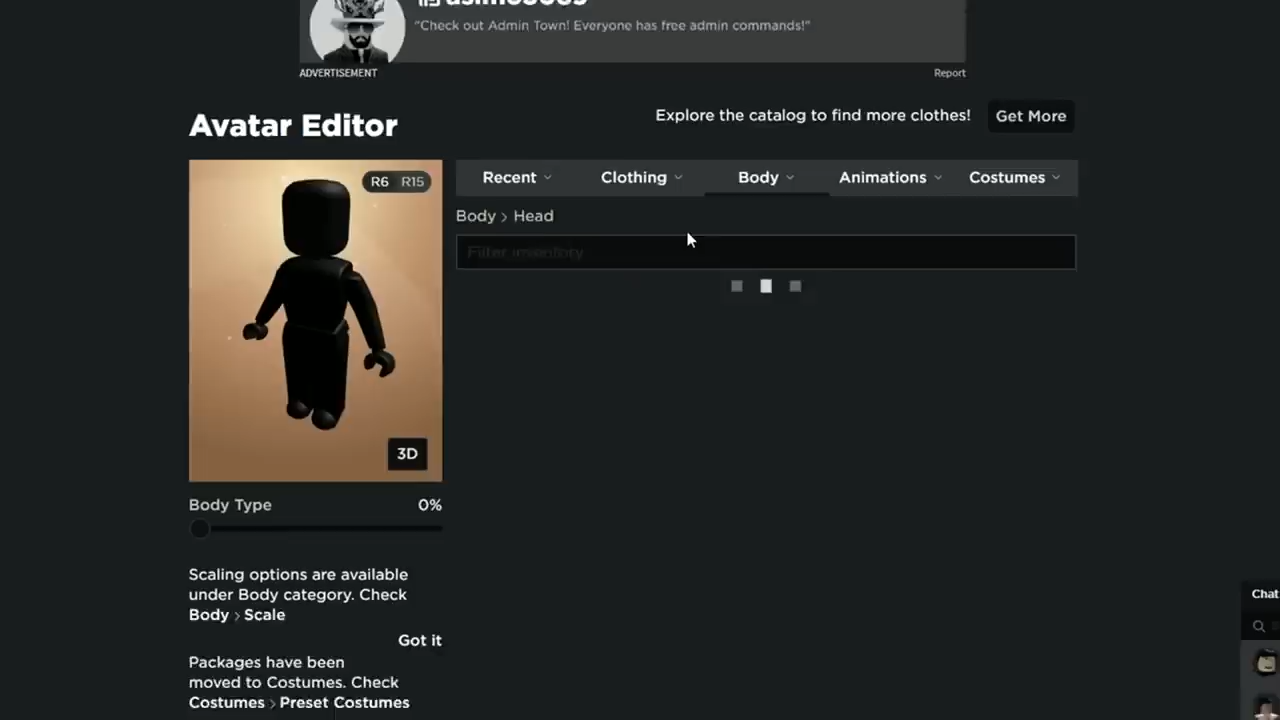 "Check out Admin Town! Everyone has free admin commands!"
ADVERTISEMENT
Report
Avatar Editor
Explore the catalog to find more clothes!
Get More
R6 R15
Recent
Clothing
Body
Animations
Costumes
Body > Head
Filter inventory
3D
Body Type
0%
Scaling options are available
under Body category. Check
Body > Scale
Got it
Packages have been
moved to Costumes. Check
Costumes > Preset Costumes
Chat